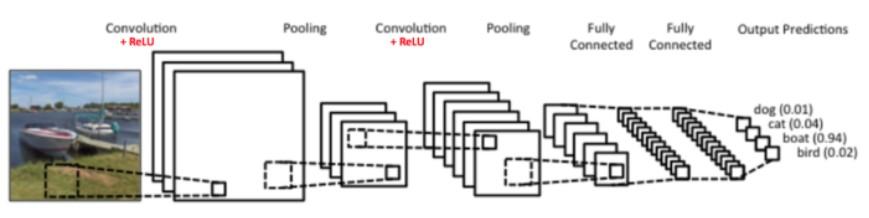 Convolution
+ ReLU
Pooling
Convolution
+ ReLU
Pooling
Fully
Connected
Fully
Connected
Output Predictions
dog (0.01)
cat (0.04)
boat (0.94)
bird (0.02)